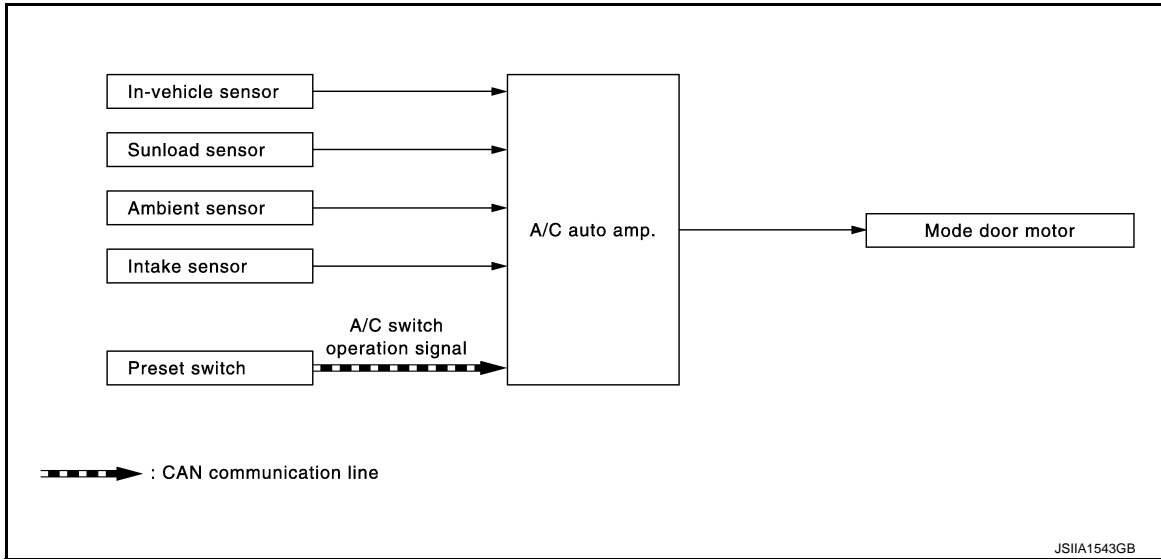 In-vehicle sensor
Sunload sensor
Ambient sensor
Intake sensor
A/C auto amp.
Mode door motor
A/C switch
operation signal
Preset switch
: CAN communication line
JSIIA1543GB